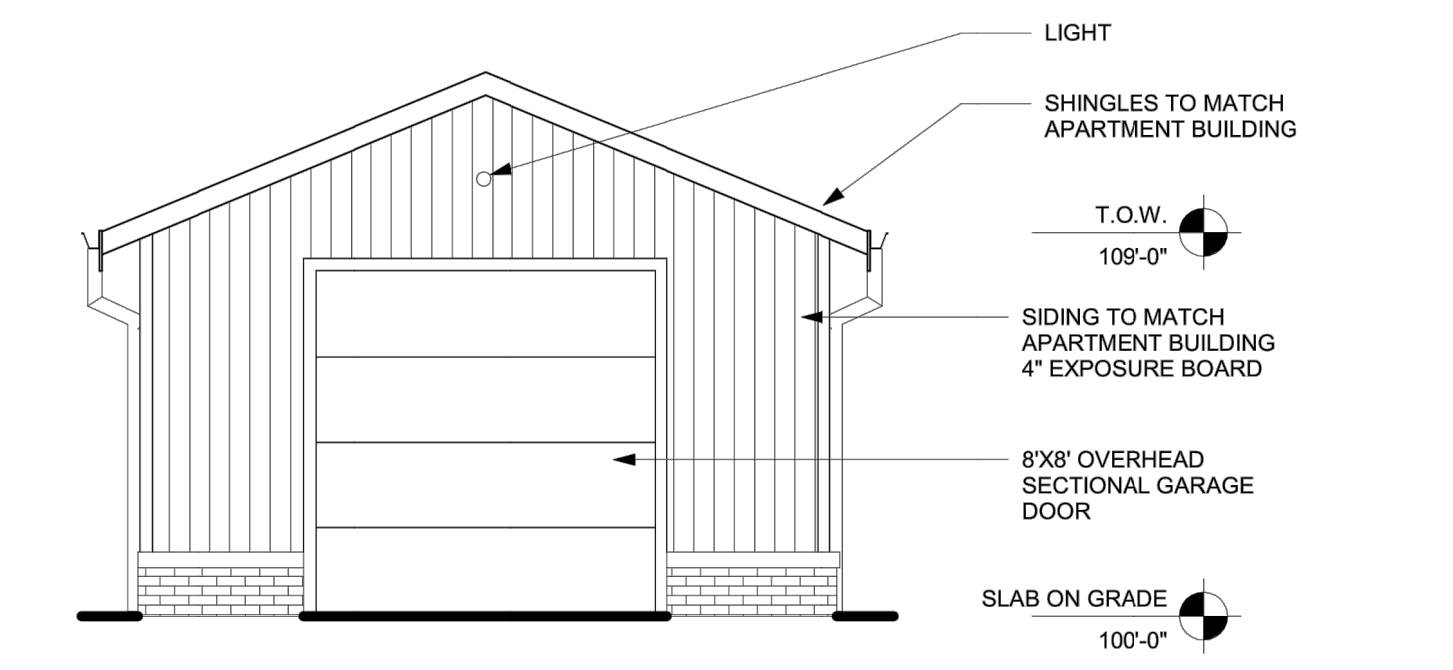 LIGHT
SHINGLES TO MATCH
APARTMENT BUILDING
T.O.W.
109'-0"
SIDING TO MATCH
APARTMENT BUILDING
4" EXPOSURE BOARD
8'X8' OVERHEAD
SECTIONAL GARAGE
DOOR
SLAB ON GRADE
100'-0"